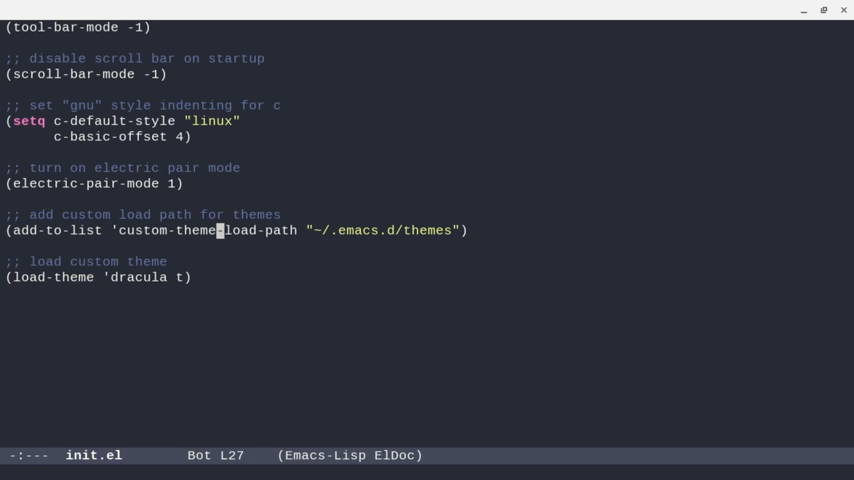 (tool-bar-mode -1)
;; disable scroll bar on startup
(scroll-bar-mode -1)
;; set "gnu" style indenting for c
(setq c-default-style "linux"
      c-basic-offset 4)
;; turn on electric pair mode
(electric-pair-mode 1)
;; add custom load path for themes
(add-to-list 'custom-theme-load-path "~/.emacs.d/themes")
;; load custom theme
(load-theme 'dracula t)
-:---  init.el        Bot L27    (Emacs-Lisp ElDoc)